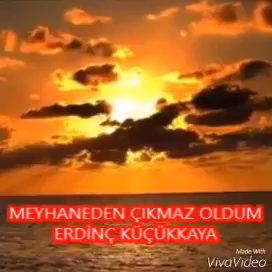 MEYHANEDEN ÇIKMAZ OLDUM
ERDİNÇ KÜÇÜKKAYA
Made With
VivaVideo